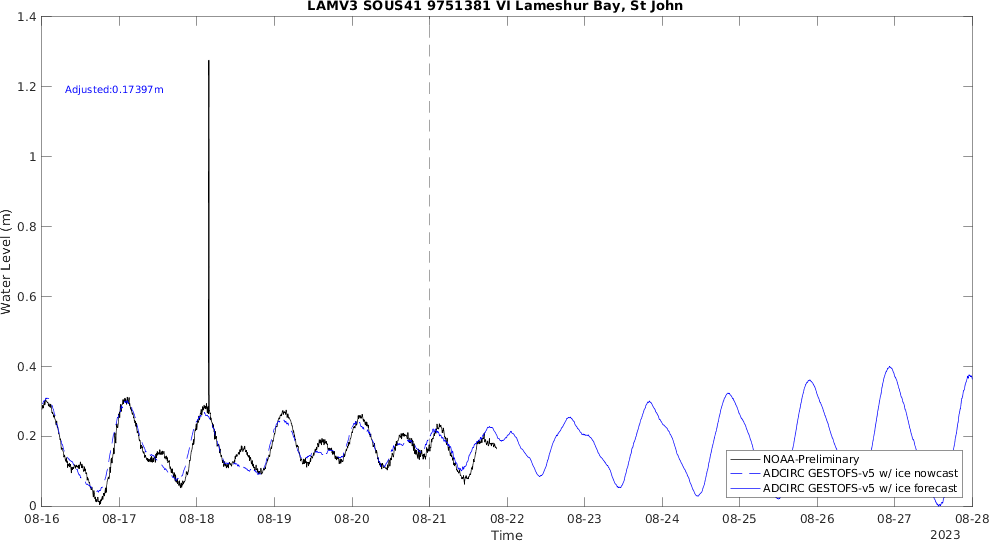 LAMV3 SOUS41 9751381 VI Lameshur Bay, St John
Adjusted:0.17397m
Water Level (m)
1.4
1.2
1
0.8
0.6
0.4
0.2
0
NOAA-Preliminary
ADCIRC GESTOFS-v5 w/ ice nowcast
ADCIRC GESTOFS-v5 w/ ice forecast
08-16 08-17 08-18 08-19 08-20 08-21 08-22 08-23 08-24 08-25 08-26 08-27 08-28
Time
2023